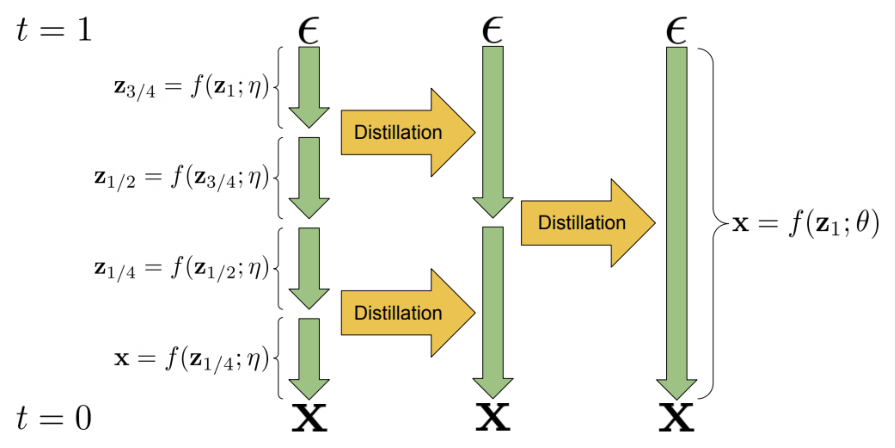 t = 1
ϵ
ϵ
ϵ
z_{3/4} = f(z_1; η)
Distillation
z_{1/2} = f(z_{3/4}; η)
Distillation
x = f(z_1; θ)
z_{1/4} = f(z_{1/2}; η)
Distillation
x = f(z_{1/4}; η)
t = 0
x
x
x